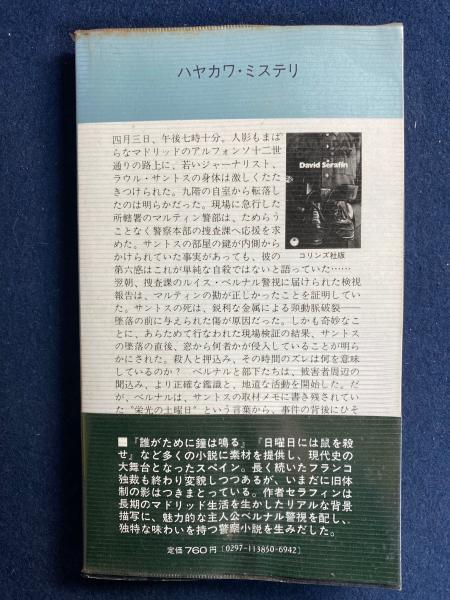 ハヤカワ・ミステリ
四月三日、午後七時十分。人影もまば
らなマドリッドのアルフォンソ十二世
通りの路上に、若いジャーナリスト、
ラウル・サントスの身体は激しくたた
きつけられた。九階の自室から転落し
たのは明らかだった。現場に急行した
所轄署のマルティン警部は、ためらう
ことなく警察本部の捜査課へ応援を求
めた。サントスの部屋の鍵が内側から
かけられていた事実があっても、彼の
第六感はこれが単純な自殺ではないと語っていた……
翌朝、捜査課のルイス・ベルナル警視に届けられた検視
報告は、マルティンの勘が正しかったことを証明してい
た。サントスの死は、鋭利な金属による頸動脈破裂——
墜落の前に与えられた傷が原因だった。しかも奇妙なこ
とに、あらためて行なわれた現場検証の結果、サントス
の墜落の直後、窓から何者かが侵入していることが明ら
かにされた。殺人と押込み、その時間のズレは何を意味
しているのか？　ベルナルと部下たちは、被害者周辺の
聞込み、より正確な鑑識と、地道な活動を開始した。だ
が、ベルナルは、サントスの取材メモに書き残されてい
た〝栄光の土曜日〟という言葉から、事件の背後にひそ
David Serafín
コリンズ社版
■『誰がために鐘は鳴る』『日曜日には鼠を殺
せ』など多くの小説に素材を提供し、現代史の
大舞台となったスペイン。長く続いたフランコ
独裁も終わり変貌しつつあるが、いまだに旧体
制の影はつきまとっている。作者セラフィンは
長期のマドリッド生活を生かしたリアルな背景
描写に、魅力的な主人公ベルナル警視を配し、
独特な味わいを持つ警察小説を生みだした。
定価760円〔0297-113850-6942〕